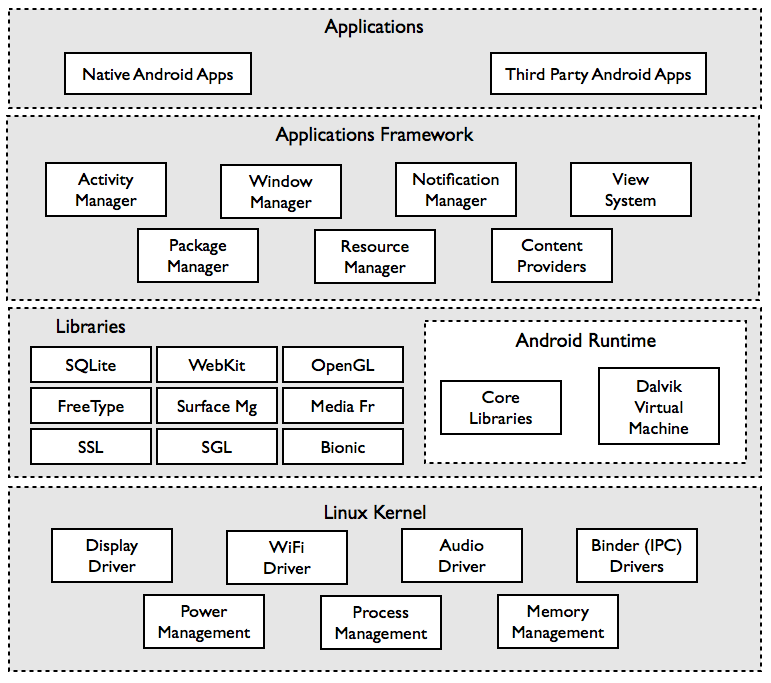 Applications
Native Android Apps
Third Party Android Apps
Applications Framework
Activity
Manager
Window
Manager
Notification
Manager
View
System
Package
Manager
Resource
Manager
Content
Providers
Libraries
SQLite
WebKit
OpenGL
FreeType
Surface Mg
Media Fr
SSL
SGL
Bionic
Android Runtime
Core
Libraries
Dalvik
Virtual
Machine
Linux Kernel
Display
Driver
WiFi
Driver
Audio
Driver
Binder (IPC)
Drivers
Power
Management
Process
Management
Memory
Management